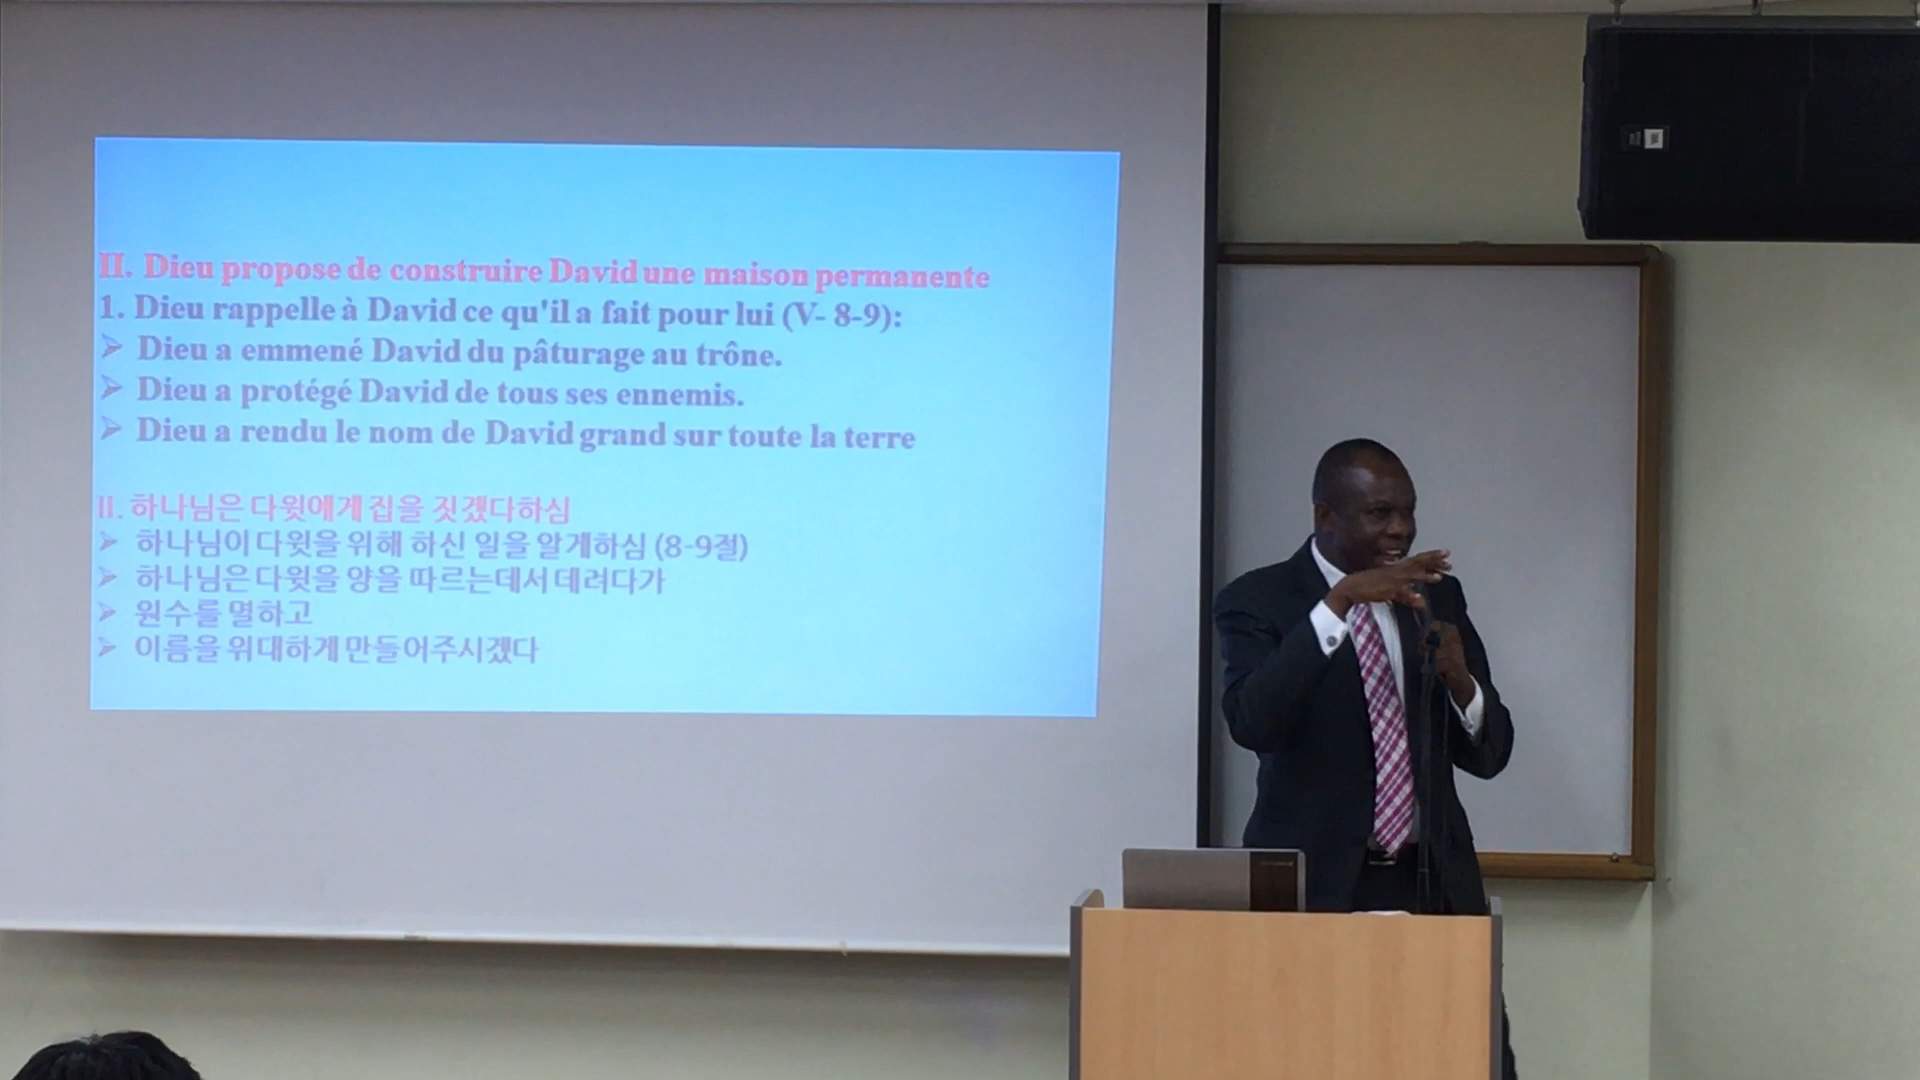 II. Dieu propose de construire David une maison permanente
1. Dieu rappelle à David ce qu'il a fait pour lui (V- 8-9):
➢ Dieu a emmené David du pâturage au trône.
➢ Dieu a protégé David de tous ses ennemis.
➢ Dieu a rendu le nom de David grand sur toute la terre
II. 하나님은 다윗에게 집을 짓겠다하심
➢ 하나님이 다윗을 위해 하신 일을 알게하심 (8-9절)
➢ 하나님은 다윗을 양을 따르는데서 데려다가
➢ 원수를 멸하고
➢ 이름을 위대하게 만들어주시겠다